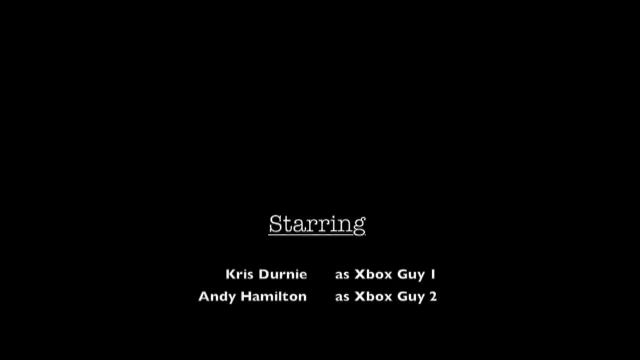 Starring
Kris Durnie as Xbox Guy 1
Andy Hamilton as Xbox Guy 2